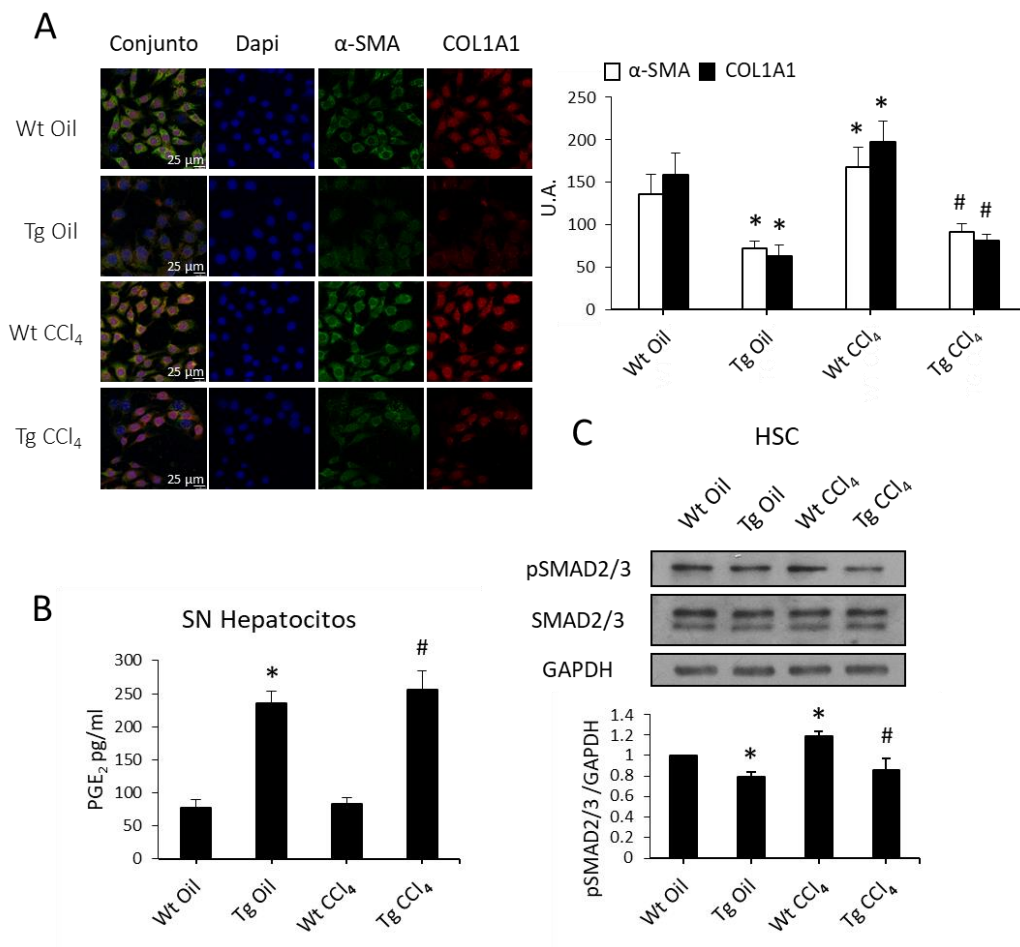 A
Conjunto Dapi α-SMA COL1A1
Wt Oil
25 µm
Tg Oil
25 µm
Wt CCl₄
25 µm
Tg CCl₄
25 µm
α-SMA COL1A1
250
200
150
100
50
0
U.A.
* * * * # #
Wt Oil Tg Oil Wt CCl₄ Tg CCl₄
B
SN Hepatocitos
300
250
200
150
100
50
0
PGE₂ pg/ml
* #
Wt Oil Tg Oil Wt CCl₄ Tg CCl₄
C
HSC
Wt Oil Tg Oil Wt CCl₄ Tg CCl₄
pSMAD2/3
SMAD2/3
GAPDH
1.4
1.2
1
0.8
0.6
0.4
0.2
0
pSMAD2/3 /GAPDH
* * #
Wt Oil Tg Oil Wt CCl₄ Tg CCl₄